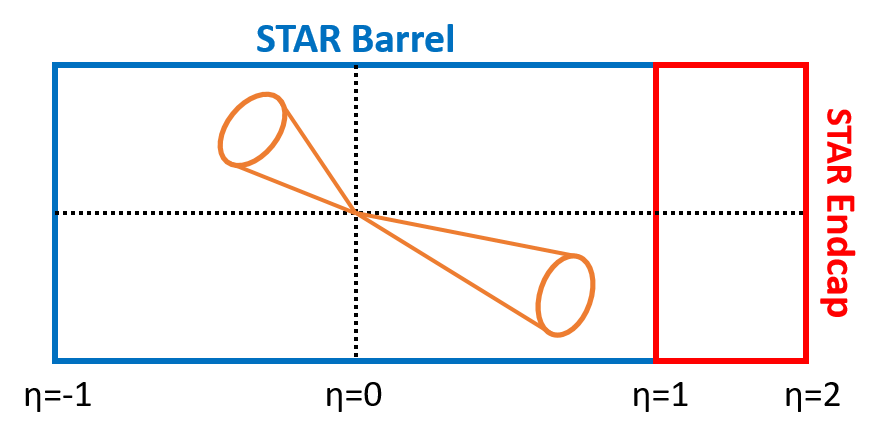 STAR Barrel
STAR Endcap
η=-1
η=0
η=1
η=2